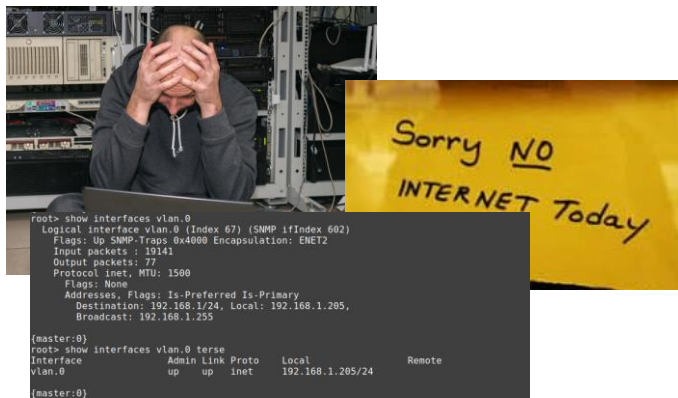 Sorry NO
INTERNET Today
root> show interfaces vlan.0
Logical interface vlan.0 (Index 67) (SNMP ifIndex 602)
Flags: Up SNMP-Traps 0x4000 Encapsulation: ENET2
Input packets : 19141
Output packets: 77
Protocol inet, MTU: 1500
Flags: None
Addresses, Flags: Is-Preferred Is-Primary
Destination: 192.168.1/24, Local: 192.168.1.205,
Broadcast: 192.168.1.255
{master:0}
root> show interfaces vlan.0 terse
Interface Admin Link Proto Local Remote
vlan.0 up up inet 192.168.1.205/24
{master:0}